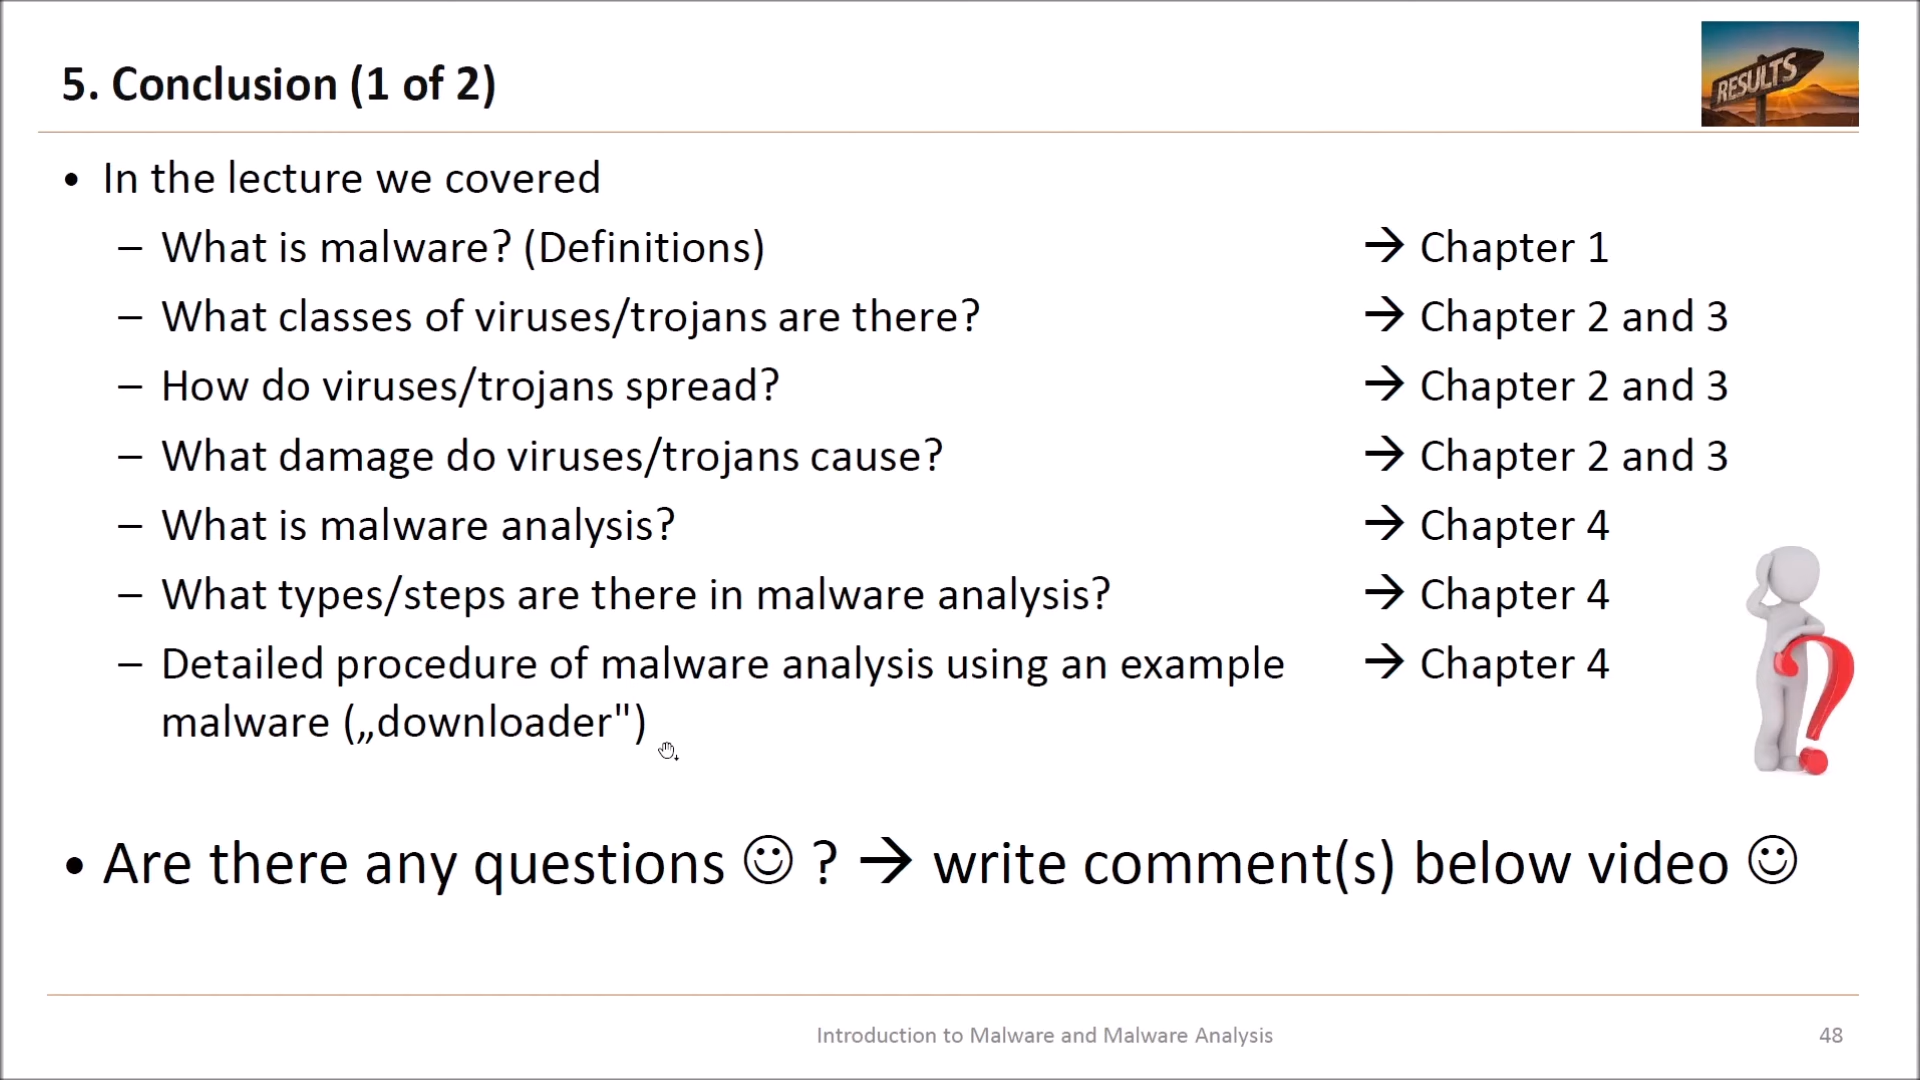 5. Conclusion (1 of 2)
RESULTS
• In the lecture we covered
– What is malware? (Definitions) → Chapter 1
– What classes of viruses/trojans are there? → Chapter 2 and 3
– How do viruses/trojans spread? → Chapter 2 and 3
– What damage do viruses/trojans cause? → Chapter 2 and 3
– What is malware analysis? → Chapter 4
– What types/steps are there in malware analysis? → Chapter 4
– Detailed procedure of malware analysis using an example → Chapter 4
malware („downloader")
• Are there any questions ☺ ? → write comment(s) below video ☺
Introduction to Malware and Malware Analysis 48